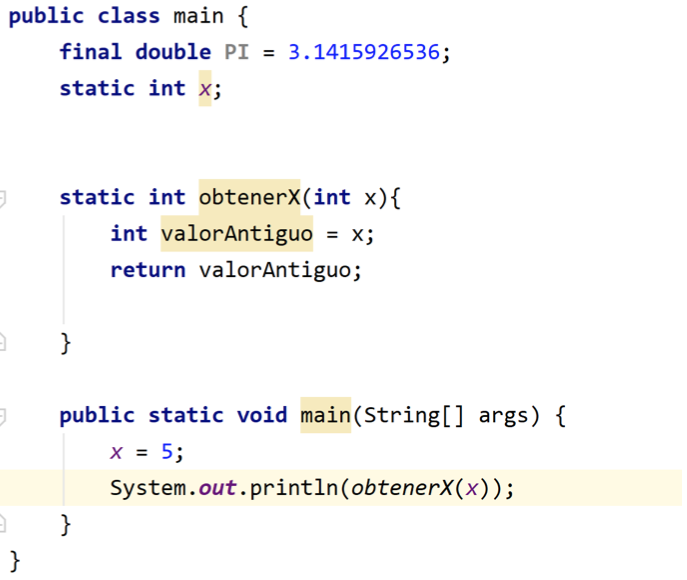 public class main {
    final double PI = 3.1415926536;
    static int x;
    static int obtenerX(int x){
        int valorAntiguo = x;
        return valorAntiguo;
    }
    public static void main(String[] args) {
        x = 5;
        System.out.println(obtenerX(x));
    }
}